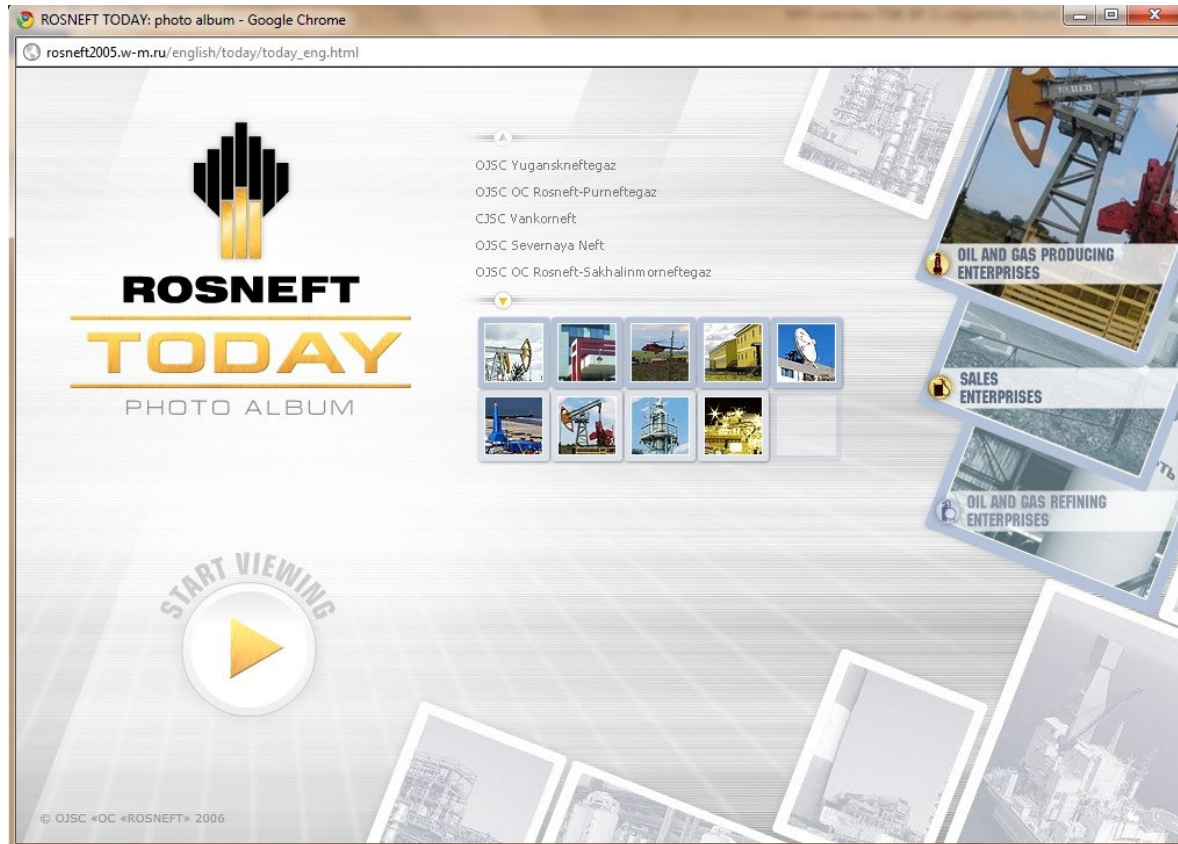 ROSNEFT TODAY: photo album - Google Chrome
rosneft2005.w-m.ru/english/today/today_eng.html
ROSNEFT
TODAY
PHOTO ALBUM
START VIEWING
© OJSC «OC «ROSNEFT» 2006
OJSC Yuganskneftegaz
OJSC OC Rosneft-Purneftegaz
CJSC Vankorneft
OJSC Severnaya Neft
OJSC OC Rosneft-Sakhalinmorneftegaz
OIL AND GAS PRODUCING
ENTERPRISES
SALES
ENTERPRISES
OIL AND GAS REFINING
ENTERPRISES